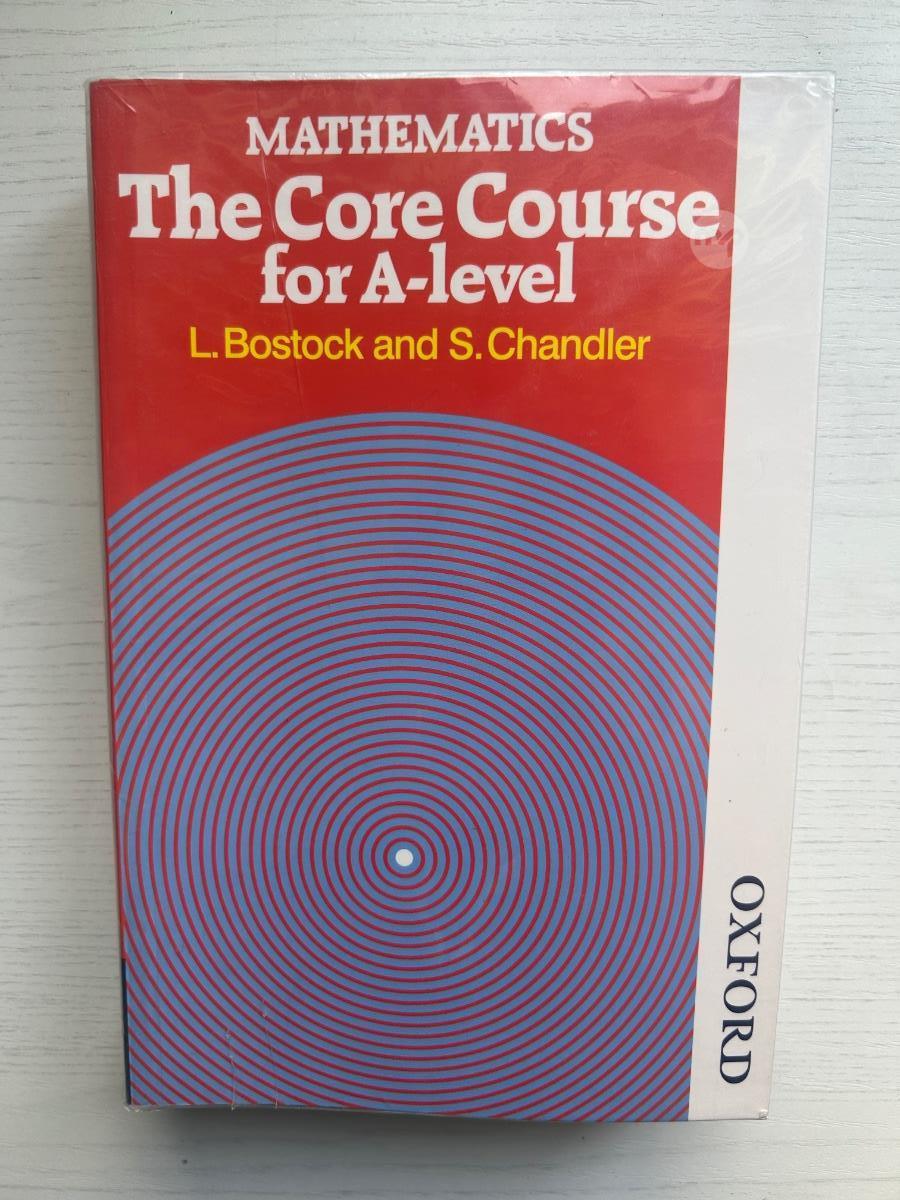 MATHEMATICS
The Core Course
for A-level
L. Bostock and S. Chandler
OXFORD